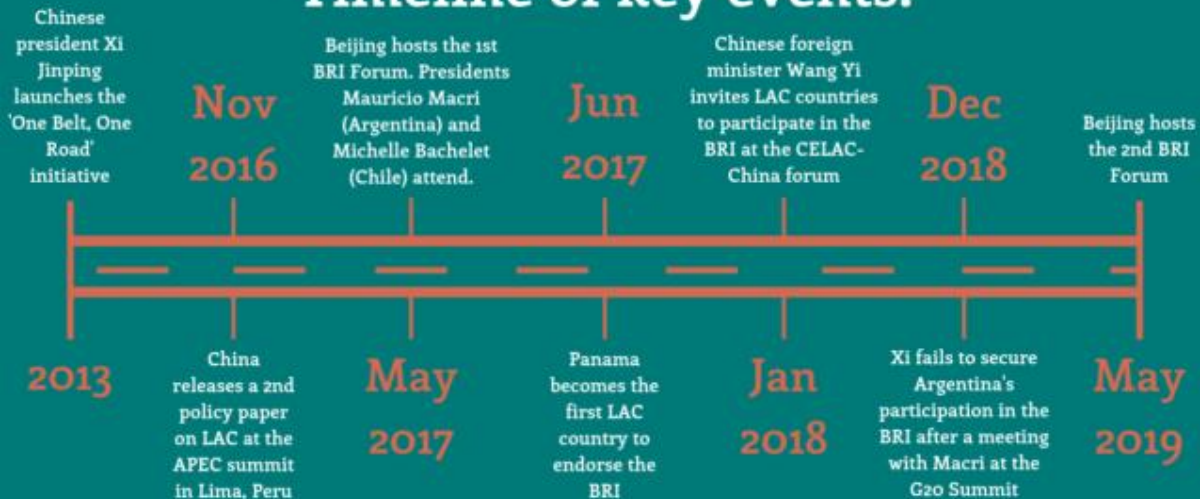 Timeline of key events:
Chinese
president Xi
Jinping
launches the
'One Belt, One
Road'
initiative
2013
Nov
2016
China
releases a 2nd
policy paper
on LAC at the
APEC summit
in Lima, Peru
Beijing hosts the 1st
BRI Forum. Presidents
Mauricio Macri
(Argentina) and
Michelle Bachelet
(Chile) attend.
May
2017
Jun
2017
Panama
becomes the
first LAC
country to
endorse the
BRI
Chinese foreign
minister Wang Yi
invites LAC countries
to participate in the
BRI at the CELAC-
China forum
Jan
2018
Dec
2018
Xi fails to secure
Argentina's
participation in the
BRI after a meeting
with Macri at the
G20 Summit
Beijing hosts
the 2nd BRI
Forum
May
2019